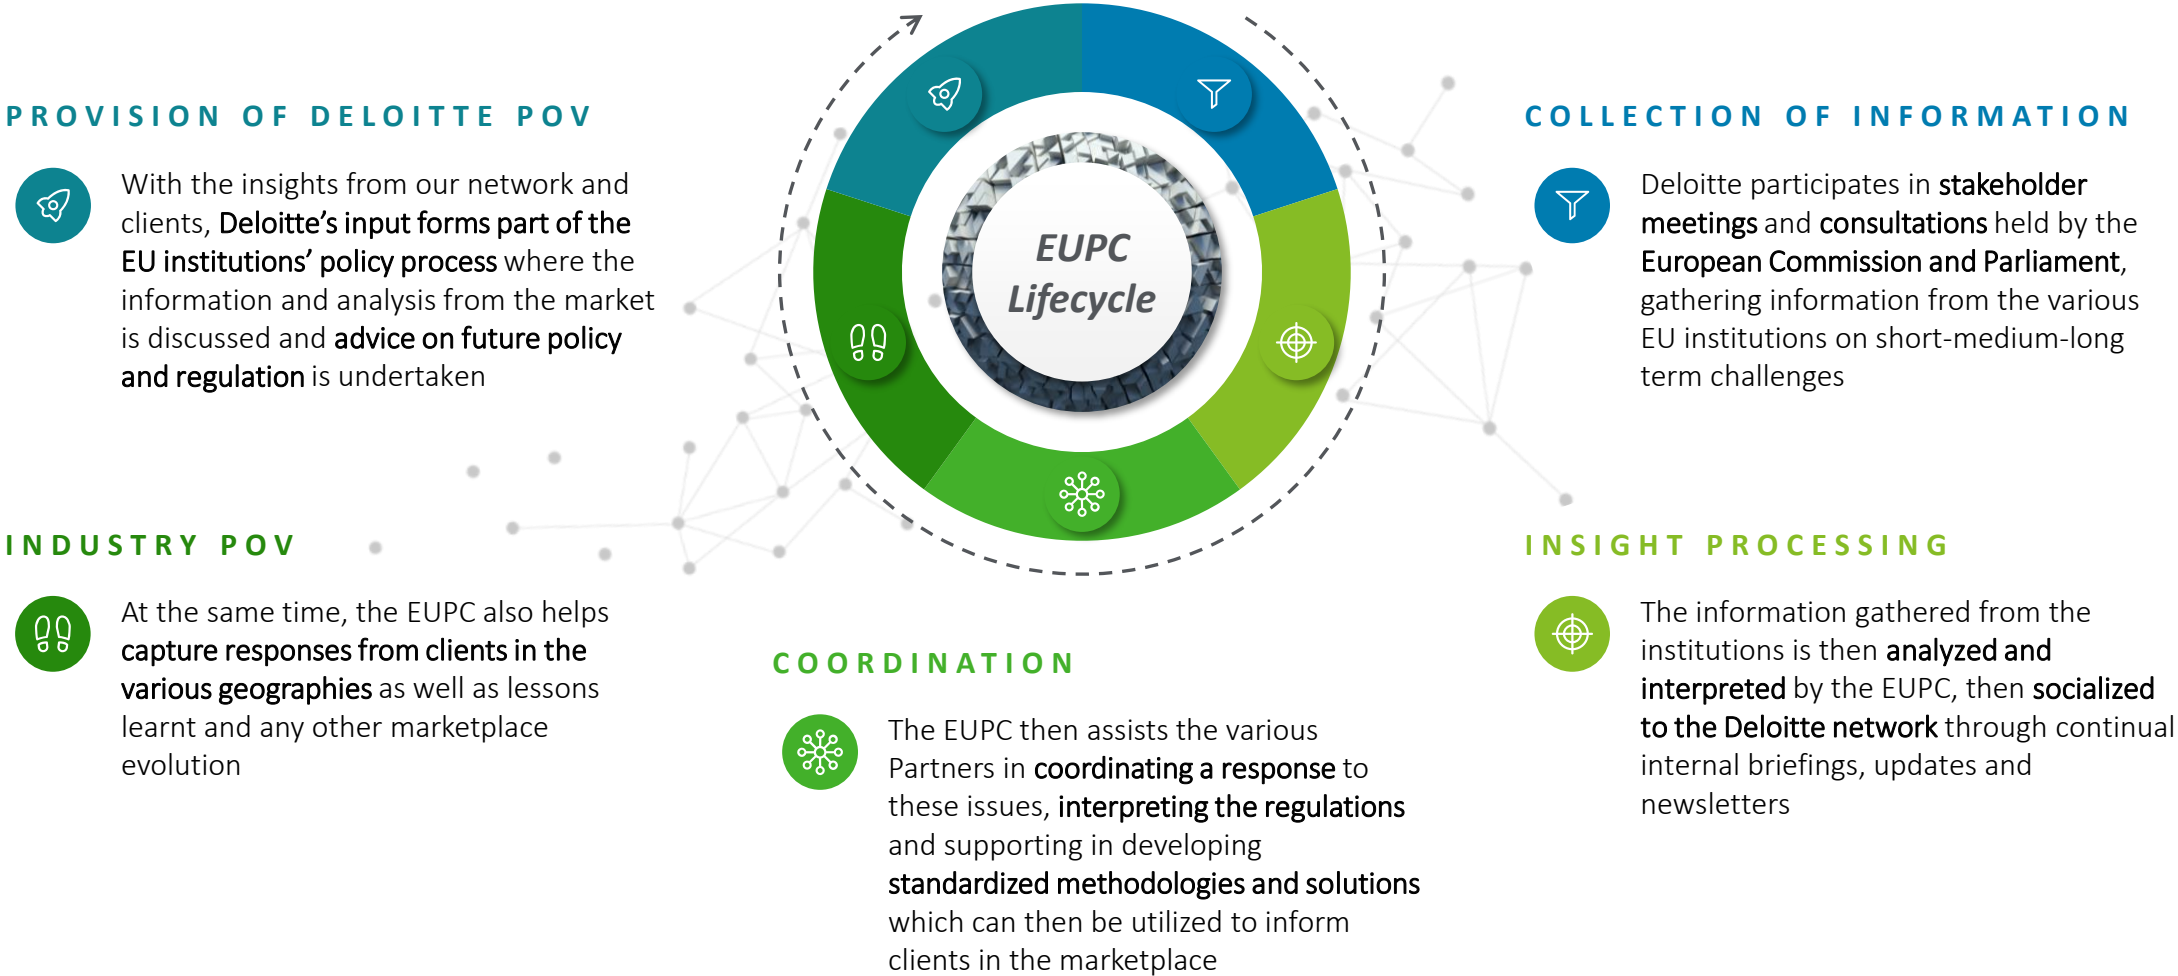 PROVISION OF DELOITTE POV
With the insights from our network and
clients, Deloitte’s input forms part of the
EU institutions’ policy process where the
information and analysis from the market
is discussed and advice on future policy
and regulation is undertaken
EUPC
Lifecycle
COLLECTION OF INFORMATION
Deloitte participates in stakeholder
meetings and consultations held by the
European Commission and Parliament,
gathering information from the various
EU institutions on short-medium-long
term challenges
INDUSTRY POV
At the same time, the EUPC also helps
capture responses from clients in the
various geographies as well as lessons
learnt and any other marketplace
evolution
COORDINATION
The EUPC then assists the various
Partners in coordinating a response to
these issues, interpreting the regulations
and supporting in developing
standardized methodologies and solutions
which can then be utilized to inform
clients in the marketplace
INSIGHT PROCESSING
The information gathered from the
institutions is then analyzed and
interpreted by the EUPC, then socialized
to the Deloitte network through continual
internal briefings, updates and
newsletters